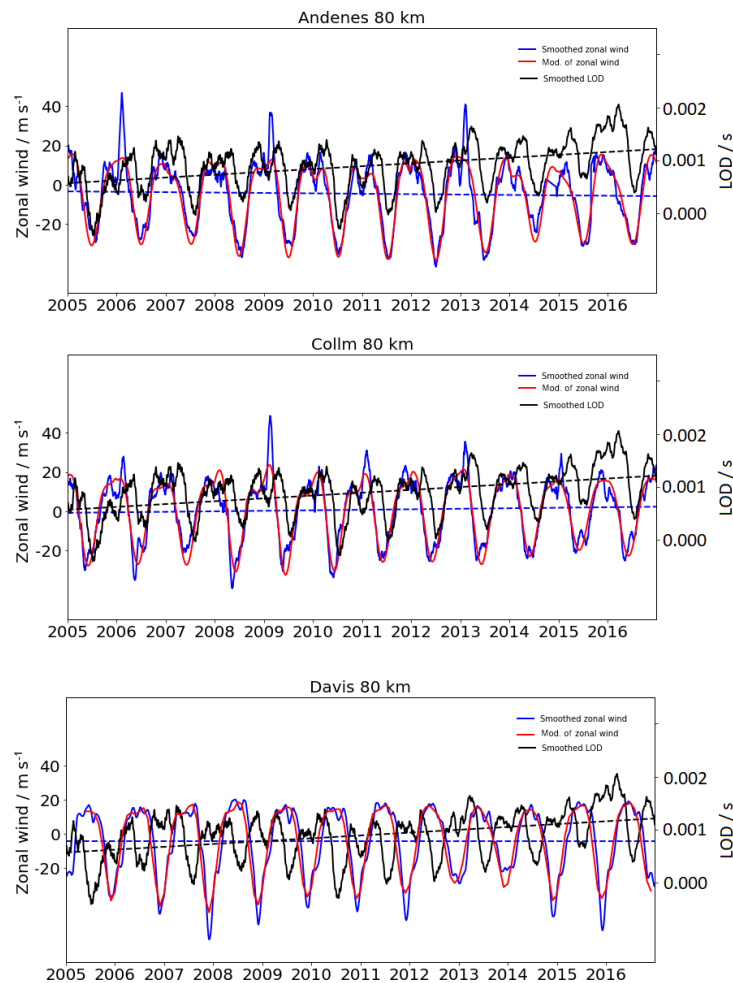 Andenes 80 km
Smoothed zonal wind
Mod. of zonal wind
Smoothed LOD
Zonal wind / m s⁻¹
40
20
0
-20
0.002
0.001
0.000
LOD / s
2005 2006 2007 2008 2009 2010 2011 2012 2013 2014 2015 2016
Collm 80 km
Smoothed zonal wind
Mod. of zonal wind
Smoothed LOD
Zonal wind / m s⁻¹
40
20
0
-20
0.002
0.001
0.000
LOD / s
2005 2006 2007 2008 2009 2010 2011 2012 2013 2014 2015 2016
Davis 80 km
Smoothed zonal wind
Mod. of zonal wind
Smoothed LOD
Zonal wind / m s⁻¹
40
20
0
-20
0.002
0.001
0.000
LOD / s
2005 2006 2007 2008 2009 2010 2011 2012 2013 2014 2015 2016